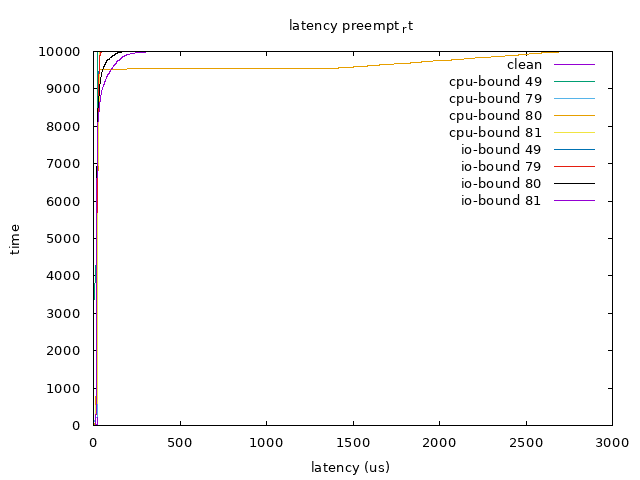 latency preempt rt
10000
9000
8000
7000
6000
5000
4000
3000
2000
1000
0
time
clean
cpu-bound 49
cpu-bound 79
cpu-bound 80
cpu-bound 81
io-bound 49
io-bound 79
io-bound 80
io-bound 81
0 500 1000 1500 2000 2500 3000
latency (us)